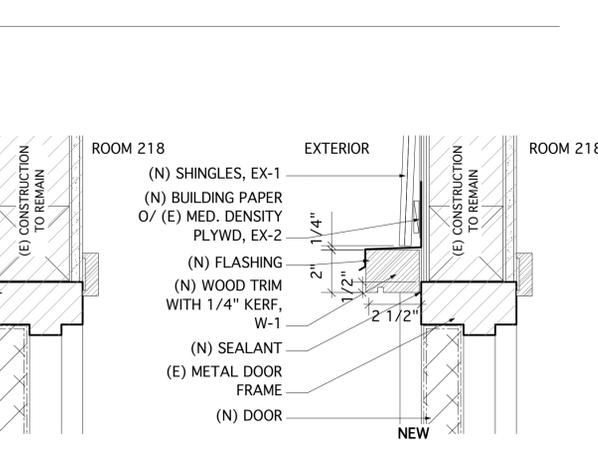 ROOM 218
EXTERIOR
ROOM 218
(E) CONSTRUCTION
TO REMAIN
(N) SHINGLES, EX-1
(N) BUILDING PAPER
O/ (E) MED. DENSITY
PLYWD, EX-2
(N) FLASHING
(N) WOOD TRIM
WITH 1/4" KERF,
W-1
(N) SEALANT
(E) METAL DOOR
FRAME
(N) DOOR
1/4"
2"
1/2"
2 1/2"
(E) CONSTRUCTION
TO REMAIN
NEW